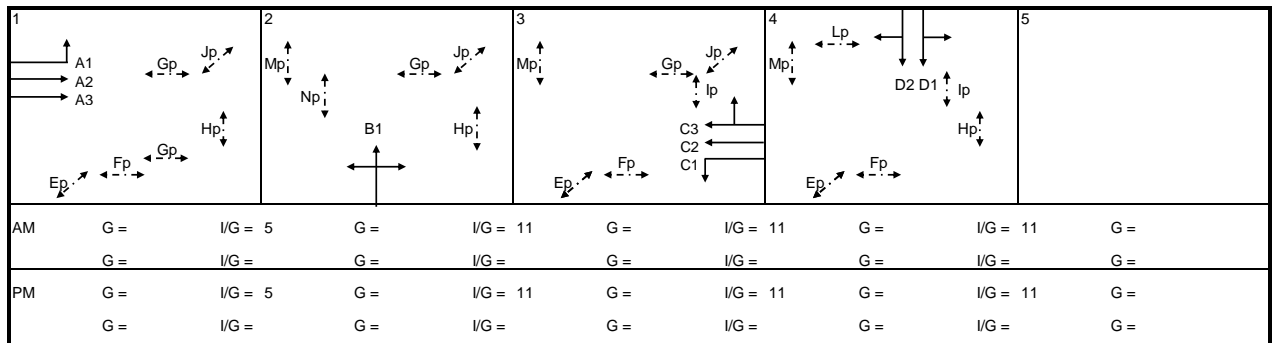 1
A1
A2
A3
Gp
Jp
Hp
Gp
Fp
Ep
2
Mp
Np
Gp
Jp
B1
Hp
3
Mp
Gp
Jp
Ip
C3
C2
C1
Fp
Ep
4
Mp
Lp
D2 D1
Ip
Hp
Fp
Ep
5
AM G = I/G = 5 G = I/G = 11 G = I/G = 11 G = I/G = 11 G =
G = I/G = G = I/G = G = I/G = G = I/G = G =
PM G = I/G = 5 G = I/G = 11 G = I/G = 11 G = I/G = 11 G =
G = I/G = G = I/G = G = I/G = G = I/G = G =